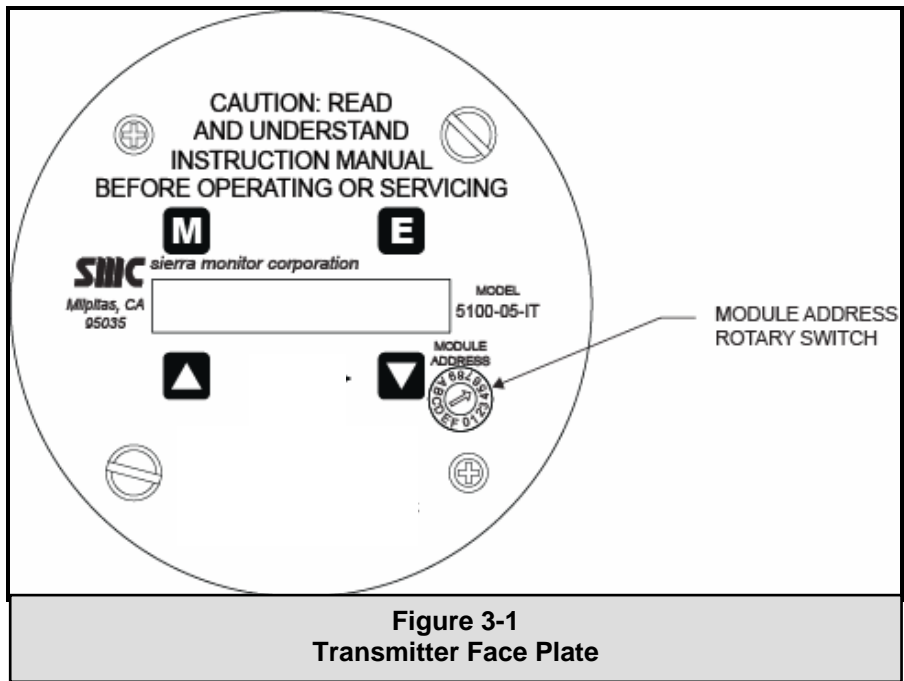 CAUTION: READ
AND UNDERSTAND
INSTRUCTION MANUAL
BEFORE OPERATING OR SERVICING
M E
SMC sierra monitor corporation
Milpitas, CA
95035
MODEL
5100-05-IT
MODULE
ADDRESS
0123456789ABCDEF
MODULE ADDRESS
ROTARY SWITCH
Figure 3-1
Transmitter Face Plate